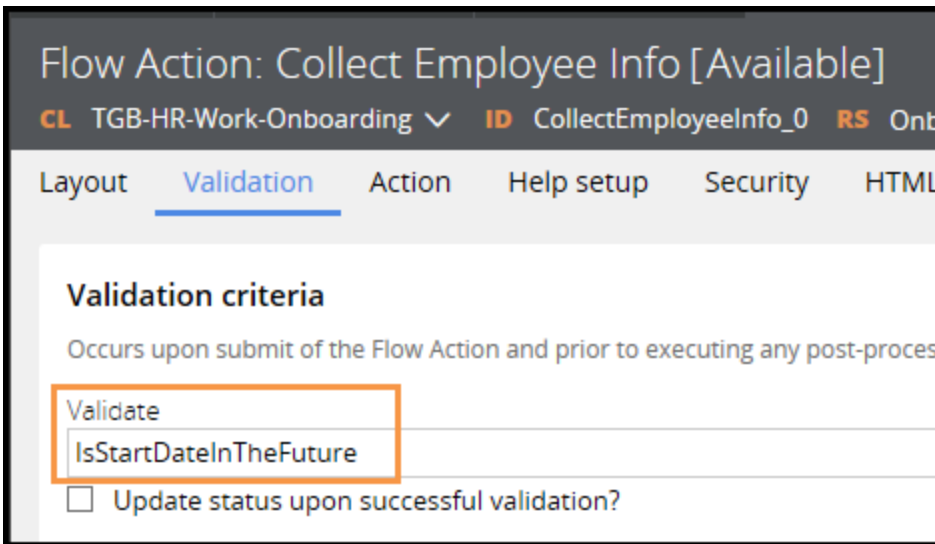 Flow Action: Collect Employee Info [Available]
CL TGB-HR-Work-Onboarding ID CollectEmployeeInfo_0 RS Onb
Layout Validation Action Help setup Security HTML
Validation criteria
Occurs upon submit of the Flow Action and prior to executing any post-proces
Validate
IsStartDateInTheFuture
Update status upon successful validation?